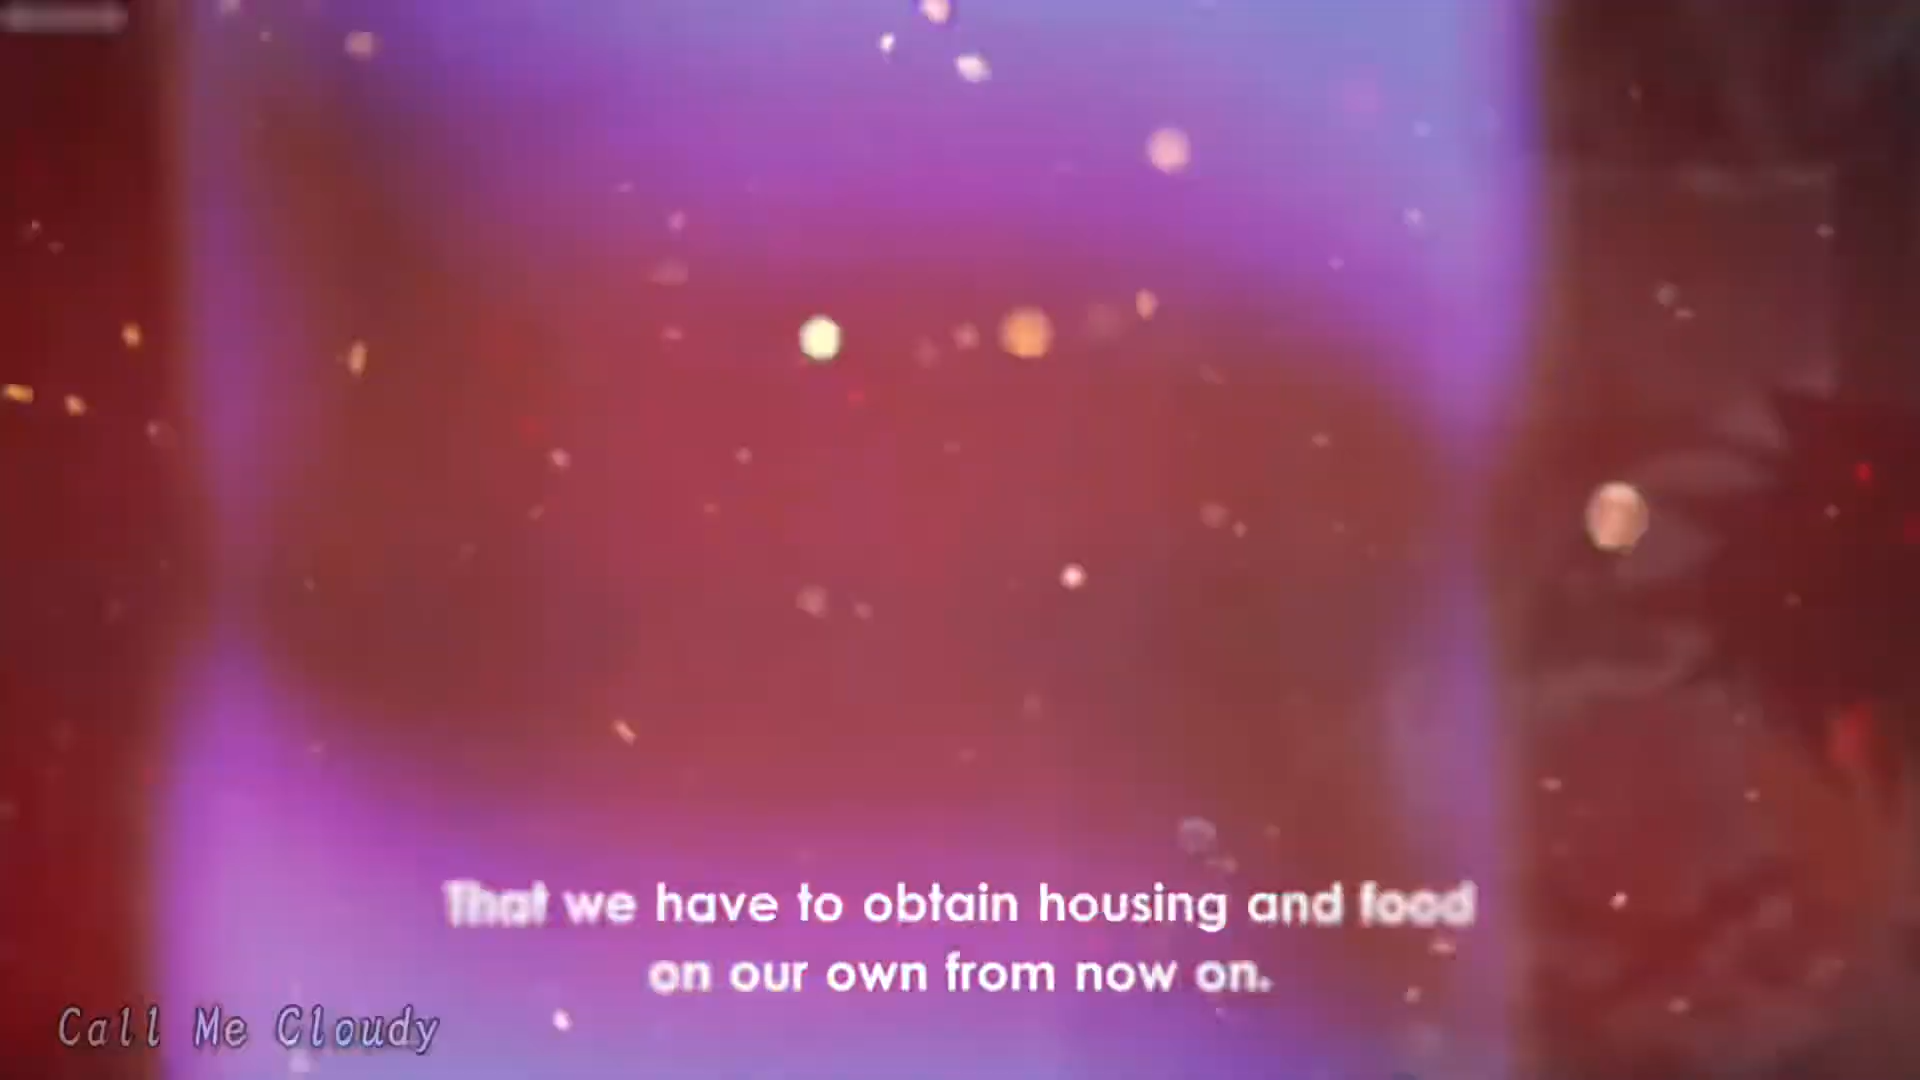 That we have to obtain housing and food
on our own from now on.
Call Me Cloudy